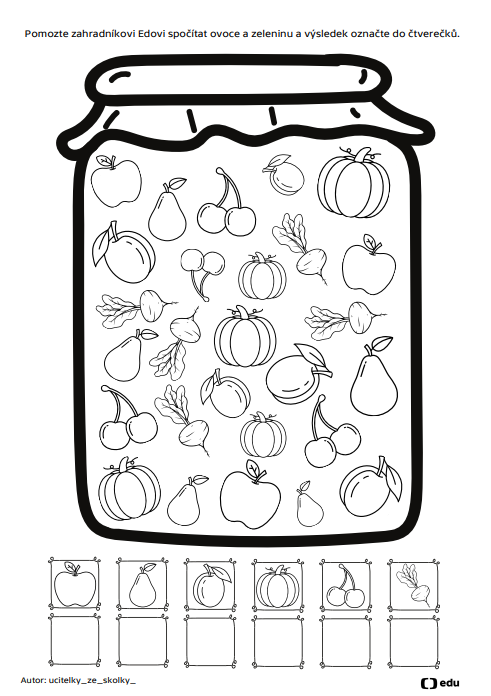 Pomozte zahradníkovi Edovi spočítat ovoce a zeleninu a výsledek označte do čtverečků.
Autor: ucitelky_ze_skolky_
edu